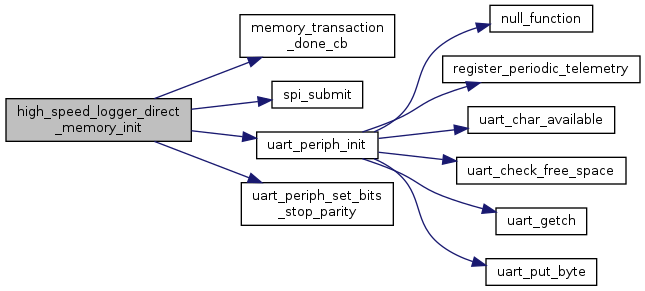 high_speed_logger_direct
_memory_init
memory_transaction
_done_cb
spi_submit
uart_periph_init
uart_periph_set_bits
_stop_parity
null_function
register_periodic_telemetry
uart_char_available
uart_check_free_space
uart_getch
uart_put_byte